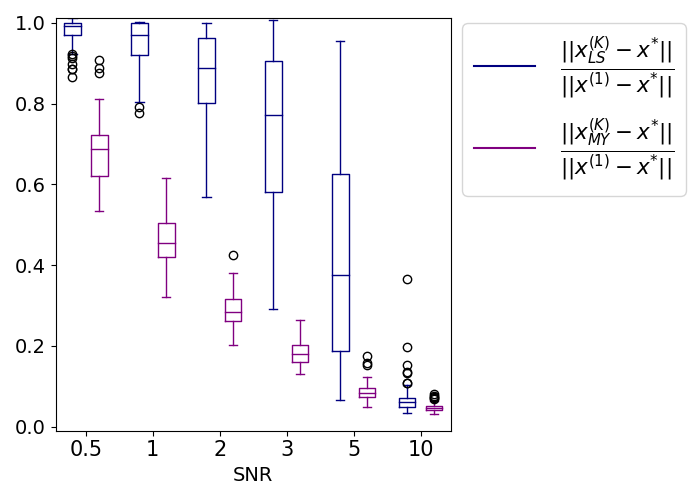 1.0
0.8
0.6
0.4
0.2
0.0
0.5 1 2 3 5 10
SNR
||x_{LS}^{(K)} − x^*||
||x^{(1)} − x^*||
||x_{MY}^{(K)} − x^*||
||x^{(1)} − x^*||